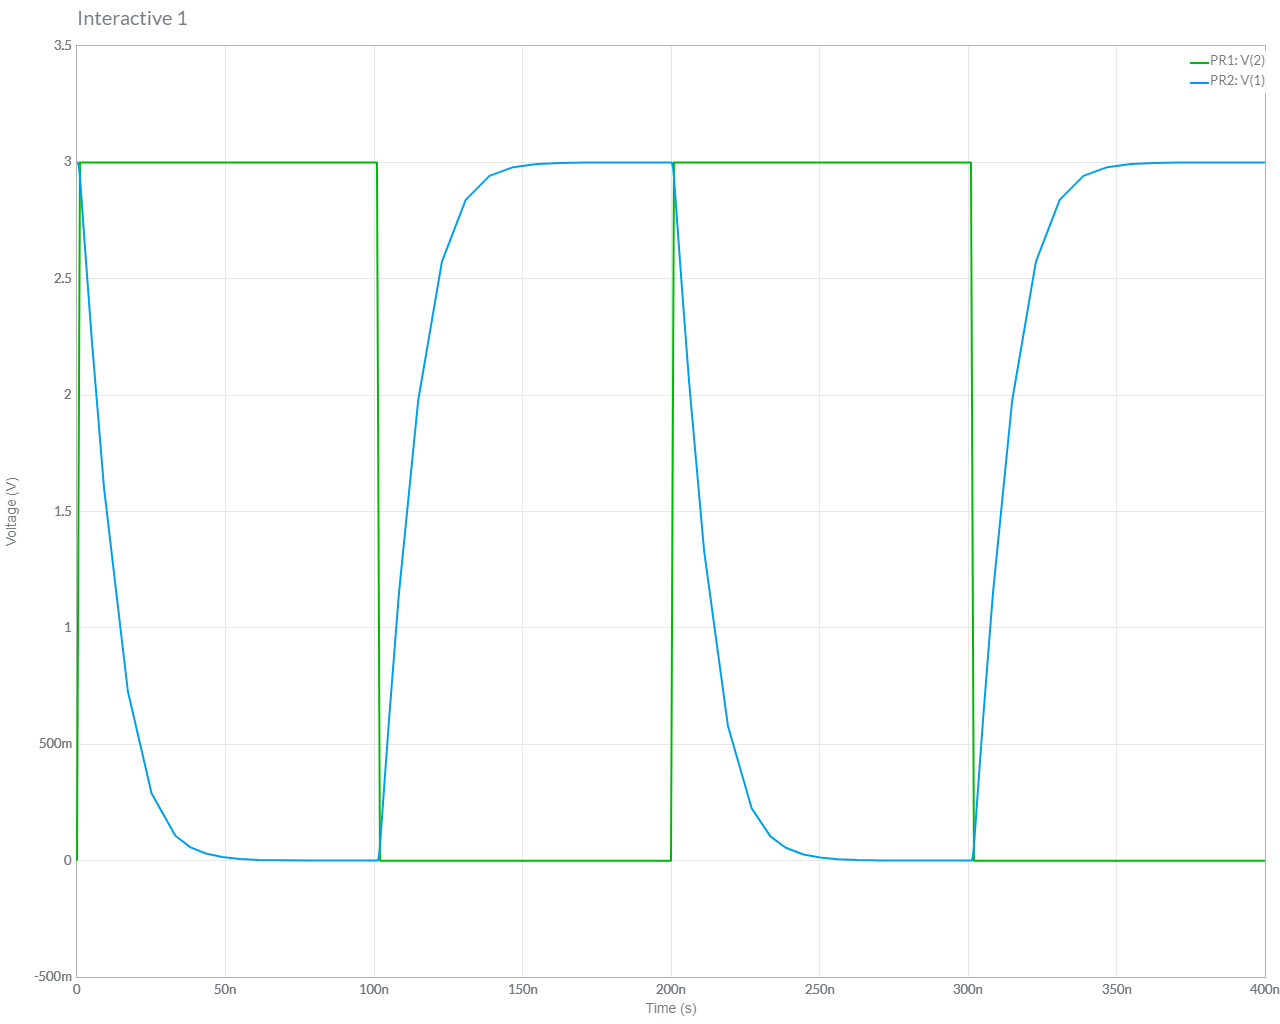 Interactive 1
3.5
PR1: V(2)
PR2: V(1)
3
2.5
2
1.5
1
500m
0
-500m
Voltage (V)
0 50n 100n 150n 200n 250n 300n 350n 400n
Time (s)